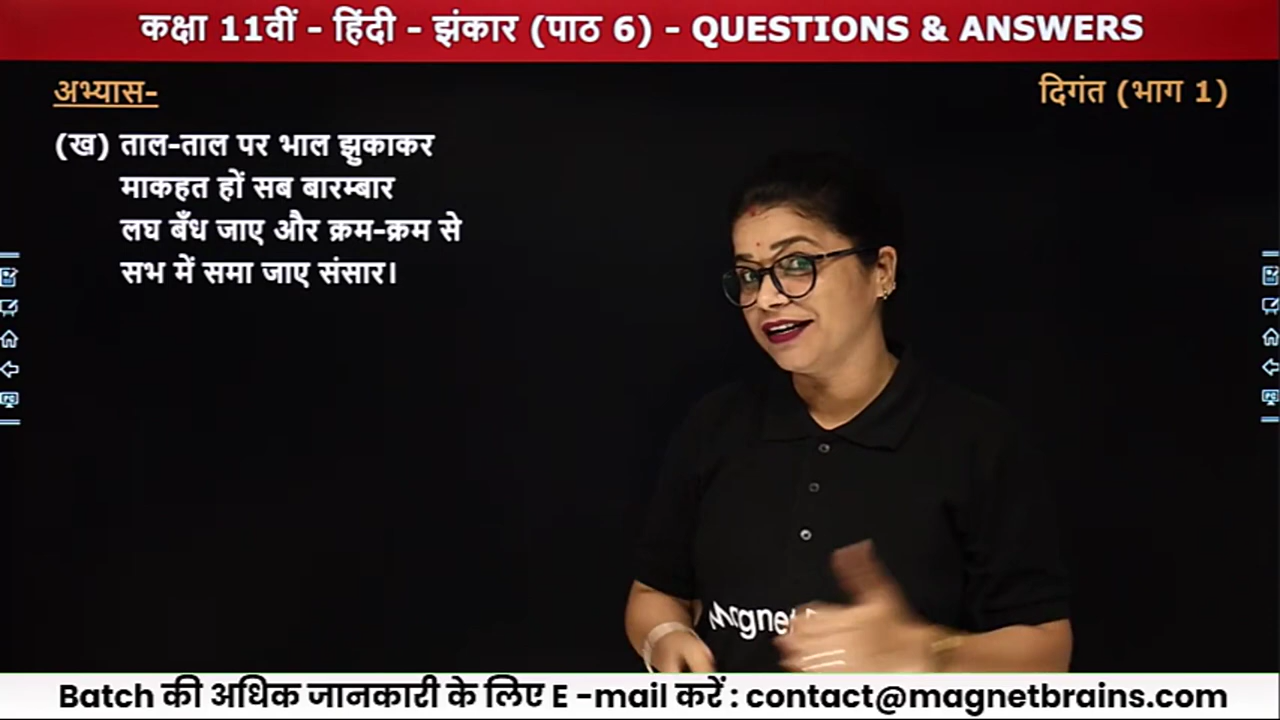 कक्षा 11वीं - हिंदी - झंकार (पाठ 6) - QUESTIONS & ANSWERS
अभ्यास-
दिगंत (भाग 1)
(ख) ताल-ताल पर भाल झुकाकर
माकहत हों सब बारम्बार
लघ बँध जाए और क्रम-क्रम से
सभ में समा जाए संसार।
Magnet
Batch की अधिक जानकारी के लिए E -mail करें : contact@magnetbrains.com